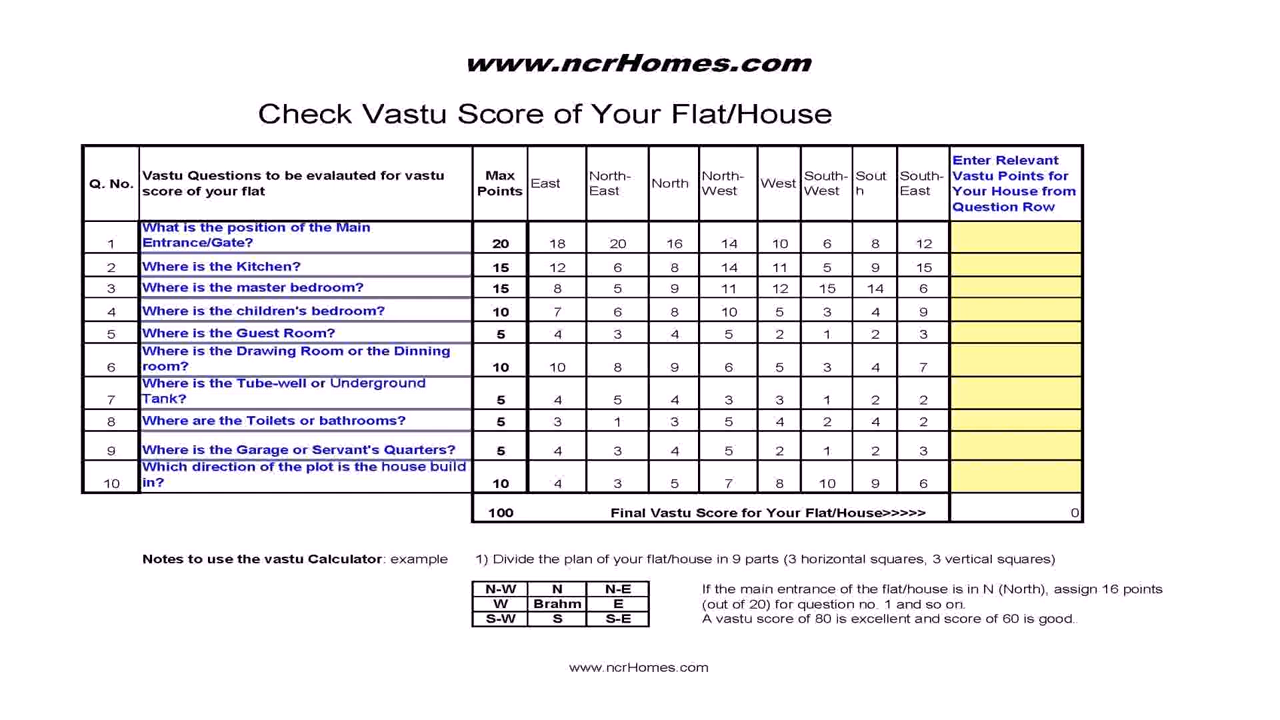 www.ncrHomes.com
Check Vastu Score of Your Flat/House
Q. No. Vastu Questions to be evalauted for vastu score of your flat Max Points East North-East North North-West West South-West Sout h South-East Enter Relevant Vastu Points for Your House from Question Row
1 What is the position of the Main Entrance/Gate? 20 18 20 16 14 10 6 8 12
2 Where is the Kitchen? 15 12 6 8 14 11 5 9 15
3 Where is the master bedroom? 15 8 5 9 11 12 15 14 6
4 Where is the children's bedroom? 10 7 6 8 10 5 3 4 9
5 Where is the Guest Room? 5 4 3 4 5 2 1 2 3
6 Where is the Drawing Room or the Dinning room? 10 10 8 9 6 5 3 4 7
7 Where is the Tube-well or Underground Tank? 5 4 5 4 3 3 1 2 2
8 Where are the Toilets or bathrooms? 5 3 1 3 5 4 2 4 2
9 Where is the Garage or Servant's Quarters? 5 4 3 4 5 2 1 2 3
10 Which direction of the plot is the house build in? 10 4 3 5 7 8 10 9 6
100 Final Vastu Score for Your Flat/House>>>>> 0
Notes to use the vastu Calculator: example 1) Divide the plan of your flat/house in 9 parts (3 horizontal squares, 3 vertical squares)
N-W N N-E If the main entrance of the flat/house is in N (North), assign 16 points
W Brahm E (out of 20) for question no. 1 and so on.
S-W S S-E A vastu score of 80 is excellent and score of 60 is good.
www.ncrHomes.com